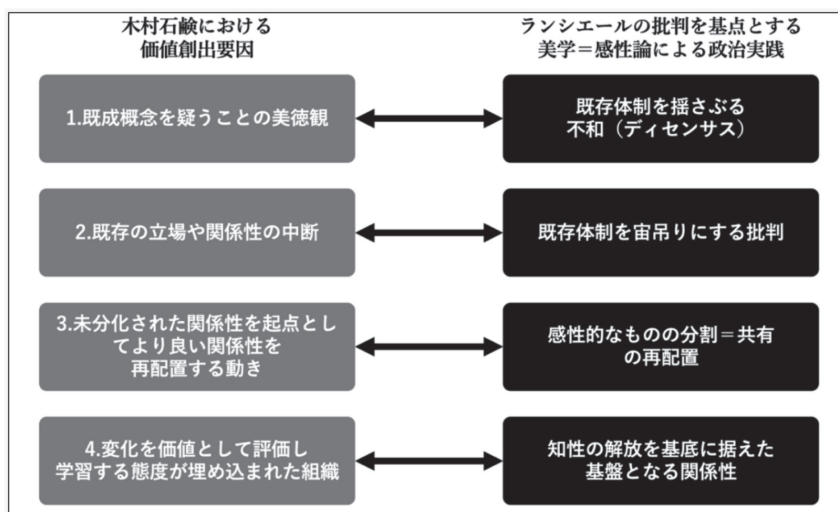 木村石鹸における
価値創出要因
ランシエールの批判を基点とする
美学＝感性論による政治実践
1.既成概念を疑うことの美徳観
既存体制を揺さぶる
不和（ディセンサス）
2.既存の立場や関係性の中断
既存体制を宙吊りにする批判
3.未分化された関係性を起点とし
てより良い関係性を
再配置する動き
感性的なものの分割＝共有
の再配置
4.変化を価値として評価し
学習する態度が埋め込まれた組織
知性の解放を基底に据えた
基盤となる関係性